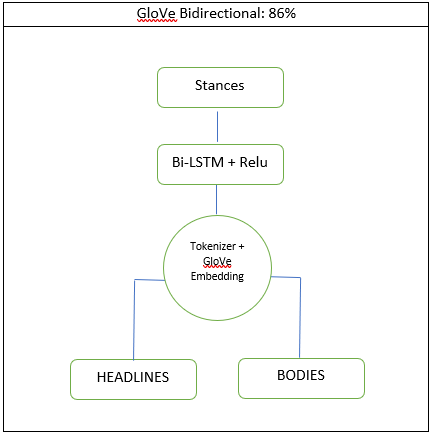 GloVe Bidirectional: 86%
Stances
Bi-LSTM + Relu
Tokenizer +
GloVe
Embedding
HEADLINES
BODIES